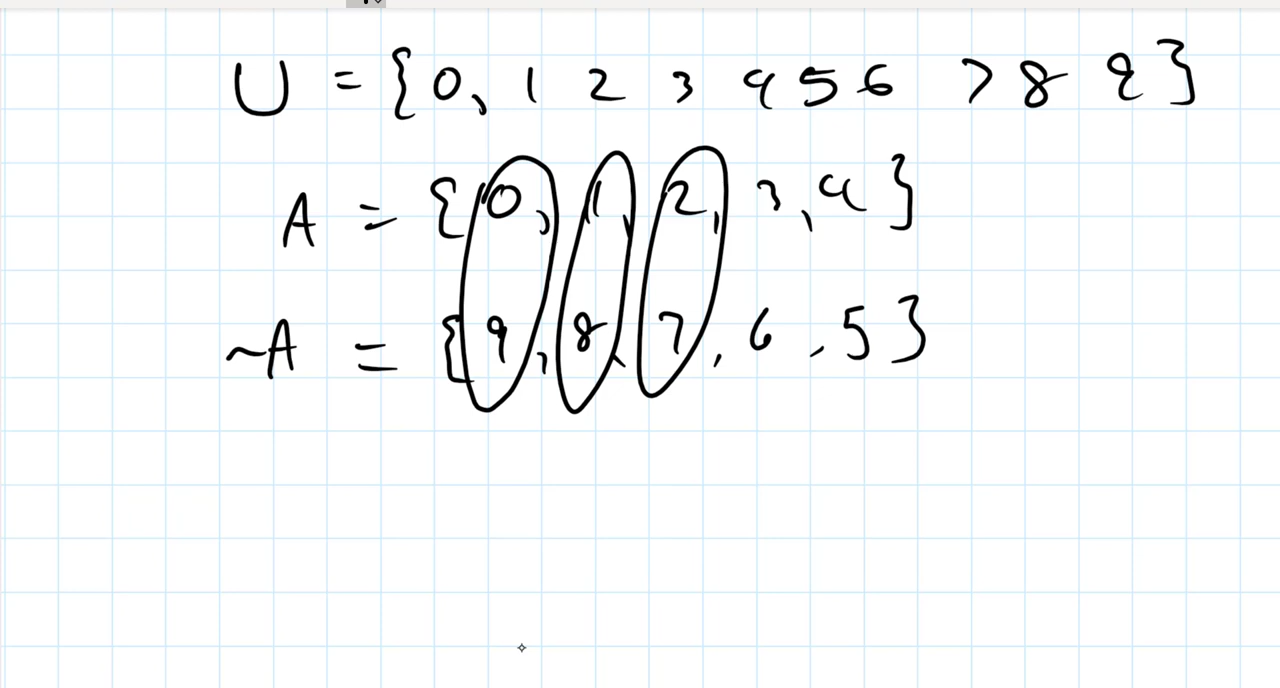 U = {0, 1 2 3 4 5 6 7 8 9}
A = {0, 1, 2, 3, 4}
~A = {9, 8, 7, 6, 5}